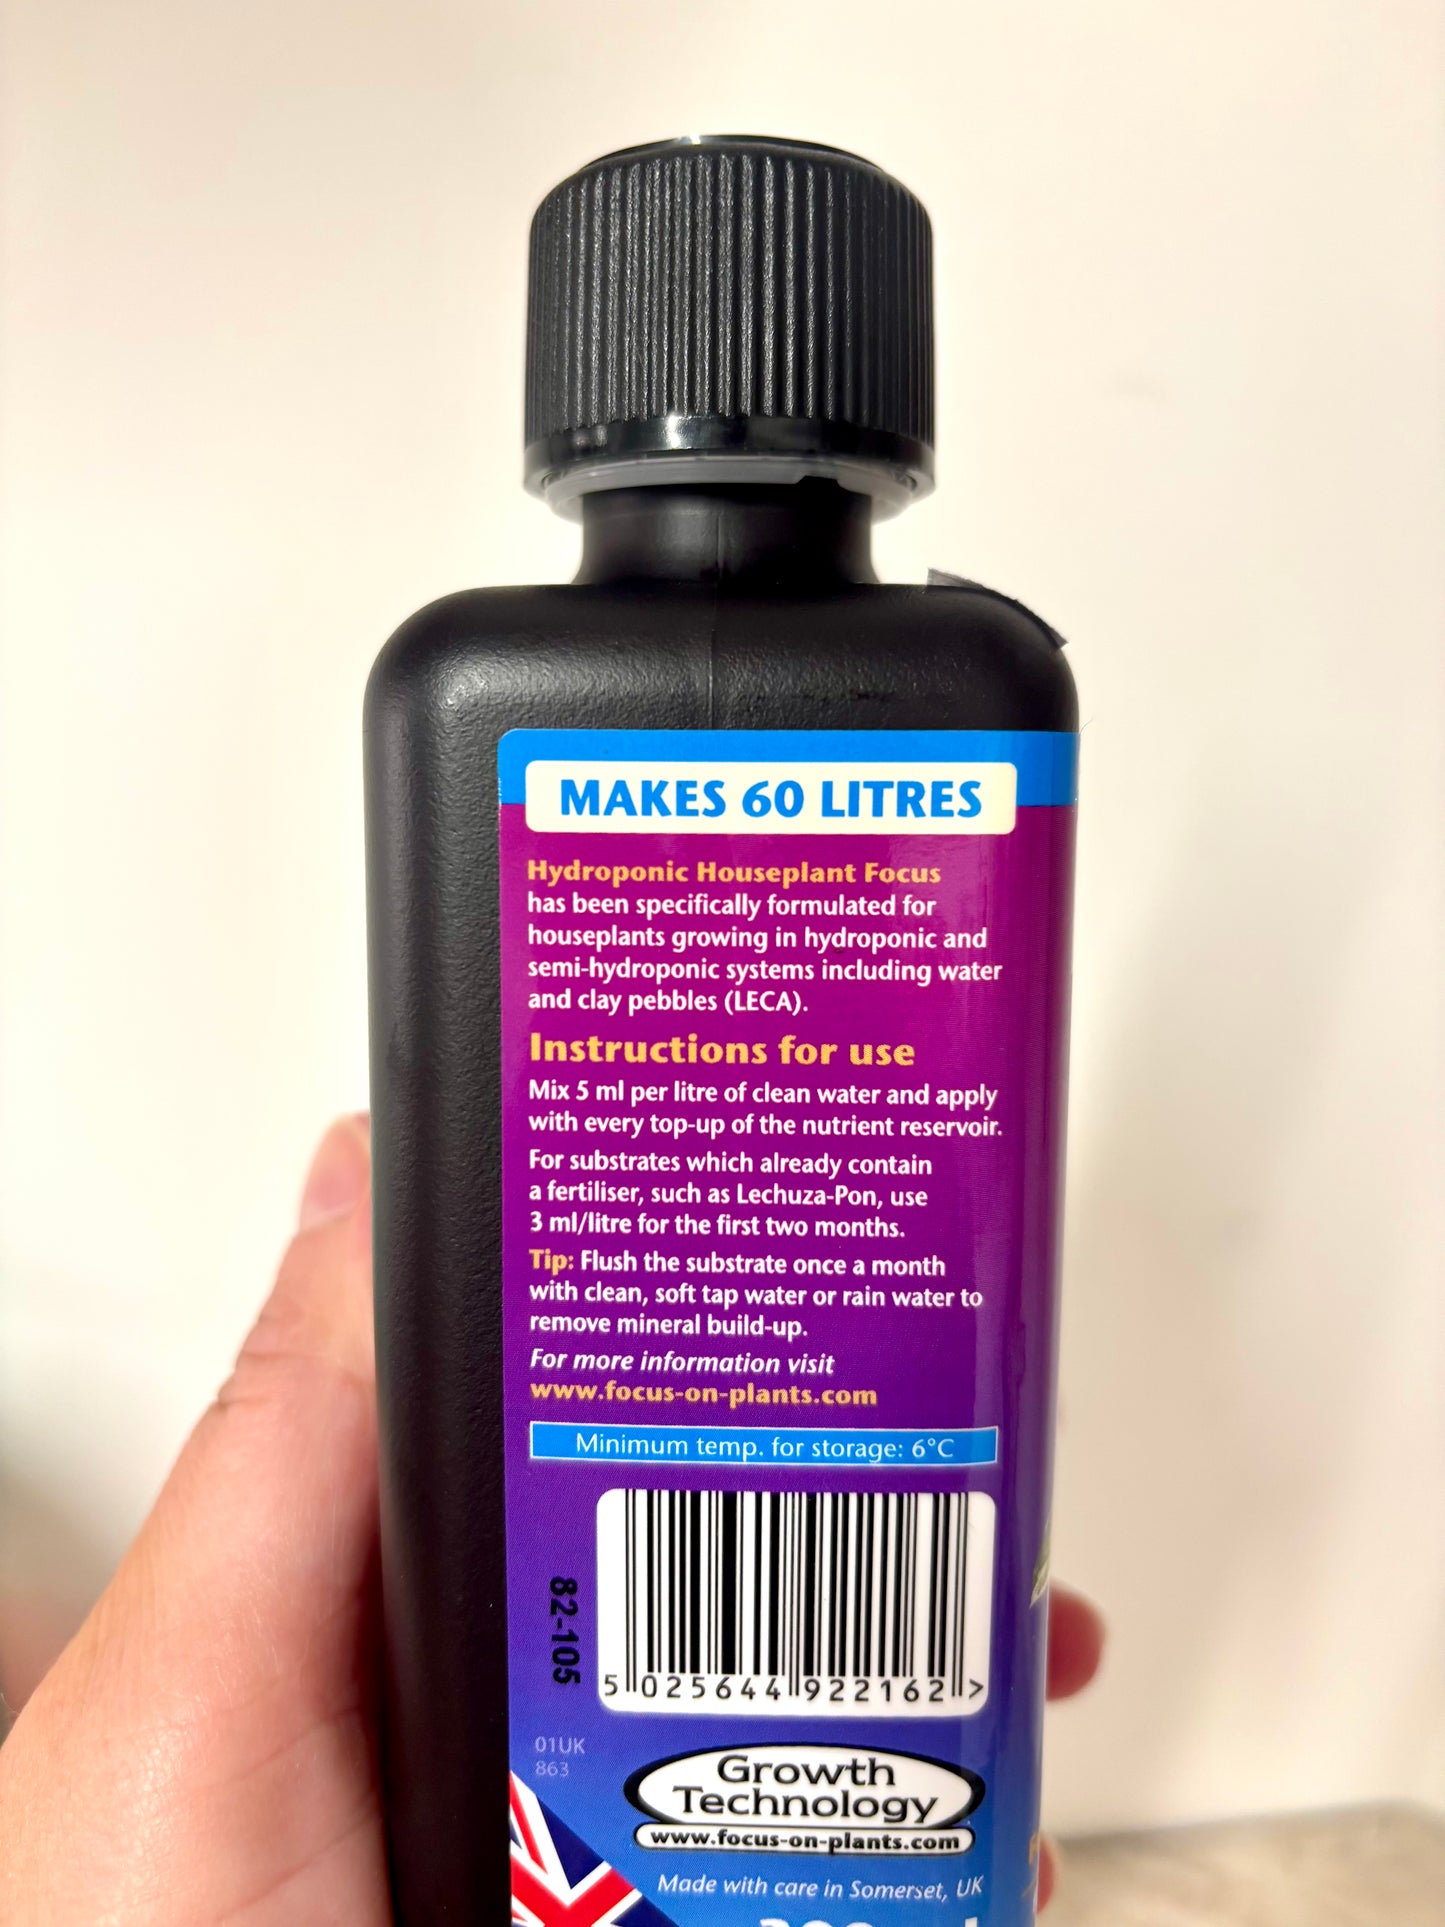 MAKES 60 LITRES
Hydroponic Houseplant Focus
has been specifically formulated for
houseplants growing in hydroponic and
semi-hydroponic systems including water
and clay pebbles (LECA).
Instructions for use
Mix 5 ml per litre of clean water and apply
with every top-up of the nutrient reservoir.
For substrates which already contain
a fertiliser, such as Lechuza-Pon, use
3 ml/litre for the first two months.
Tip: Flush the substrate once a month
with clean, soft tap water or rain water to
remove mineral build-up.
For more information visit
www.focus-on-plants.com
Minimum temp. for storage: 6°C
82-105
5 025644 922162 >
01UK
863
Growth
Technology
www.focus-on-plants.com
Made with care in Somerset, UK